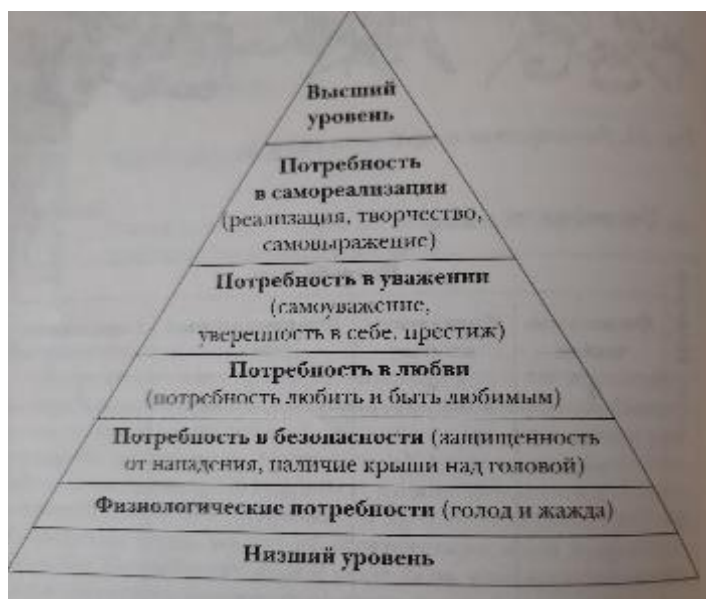 Высший
уровень
Потребность
в самореализации
(реализация, творчество,
самовыражение)
Потребность в уважении
(самоуважение,
уверенность в себе, престиж)
Потребность в любви
(потребность любить и быть любимым)
Потребность в безопасности (защищенность
от нападения, наличие крыши над головой)
Физиологические потребности (голод и жажда)
Низший уровень